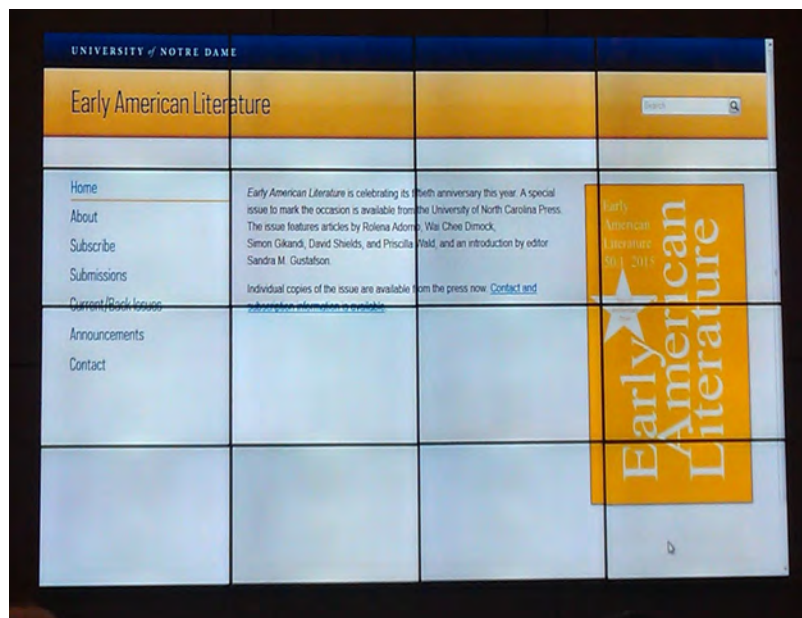 UNIVERSITY of NOTRE DAME
Early American Literature
Search
Home
About
Subscribe
Submissions
Current/Back Issues
Announcements
Contact
Early American Literature is celebrating its fiftieth anniversary this year. A special
issue to mark the occasion is available from the University of North Carolina Press.
The issue features articles by Rolena Adorno, Wai Chee Dimock,
Simon Gikandi, David Shields, and Priscilla Wald, and an introduction by editor
Sandra M. Gustafson.
Individual copies of the issue are available from the press now. Contact and
subscription information is available.
Early
American
Literature
50:1 2015
Early
American
Literature